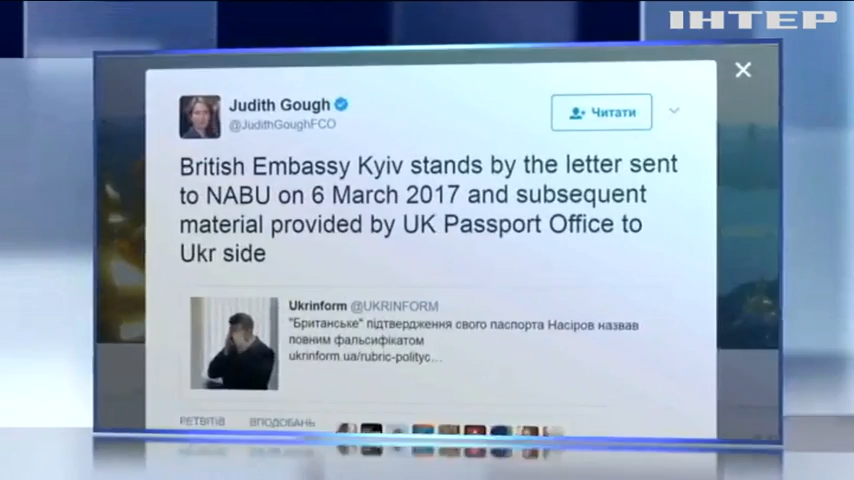 ІНТЕР
Judith Gough
@JudithGoughFCO
Читати
British Embassy Kyiv stands by the letter sent
to NABU on 6 March 2017 and subsequent
material provided by UK Passport Office to
Ukr side
Ukrinform @UKRINFORM
"Британське" підтвердження свого паспорта Насіров назвав
повним фальсифікатом
ukrinform.ua/rubric-polityc...
РЕТВІТІВ ВПОДОБАНЬ